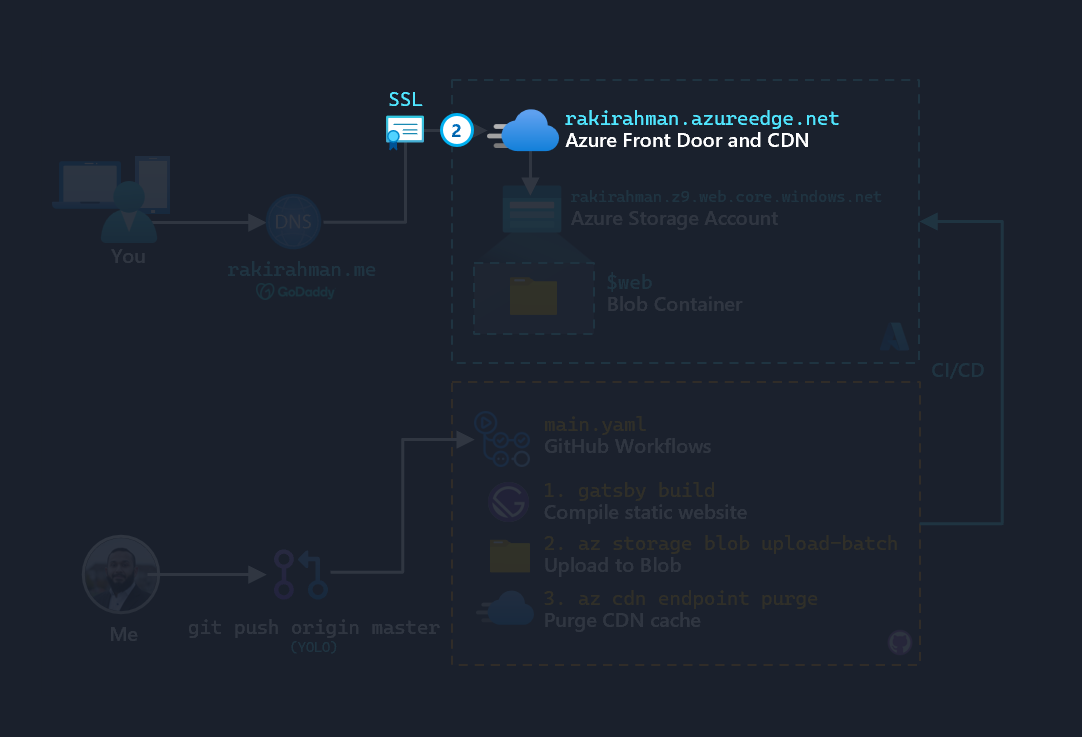 SSL
2
rakirahman.azureedge.net
Azure Front Door and CDN
rakirahman.z9.web.core.windows.net
Azure Storage Account
You
DNS
rakirahman.me
GoDaddy
$web
Blob Container
CI/CD
main.yaml
GitHub Workflows
1. gatsby build
Compile static website
2. az storage blob upload-batch
Upload to Blob
3. az cdn endpoint purge
Purge CDN cache
Me
git push origin master
(YOLO)